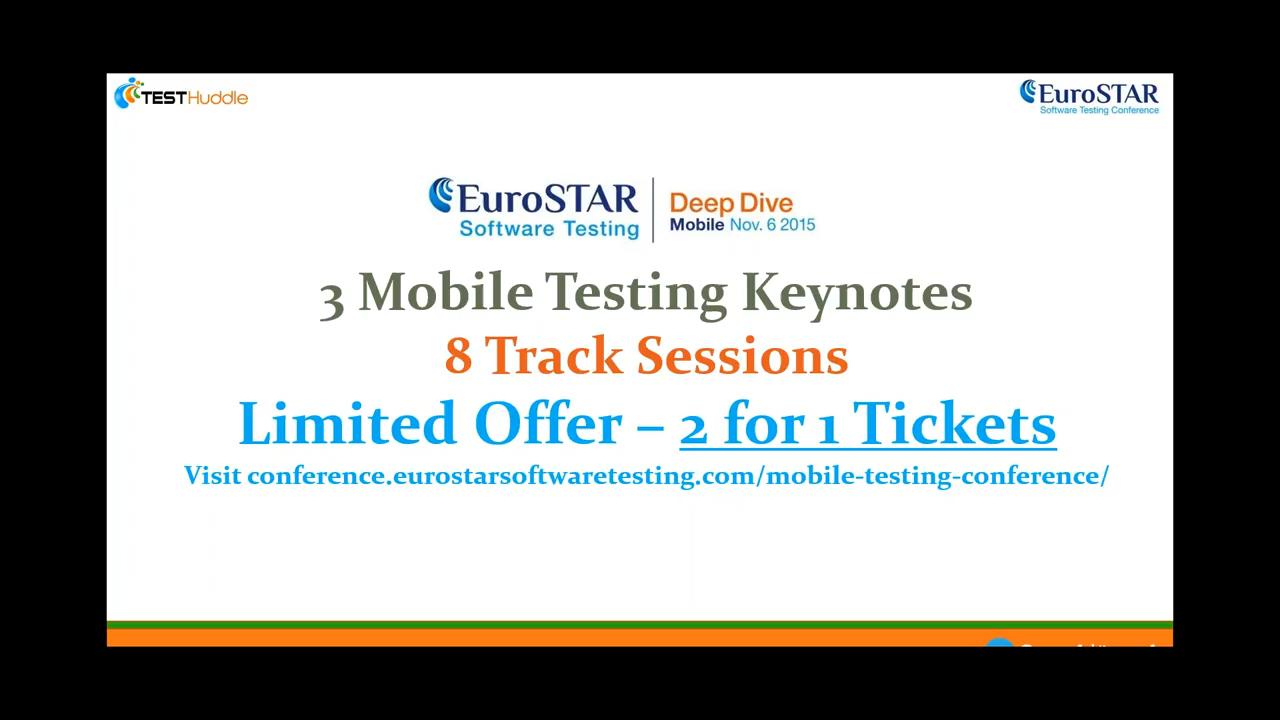 TESTHuddle
EuroSTAR
Software Testing Conference
EuroSTAR
Software Testing
Deep Dive
Mobile Nov. 6 2015
3 Mobile Testing Keynotes
8 Track Sessions
Limited Offer – 2 for 1 Tickets
Visit conference.eurostarsoftwaretesting.com/mobile-testing-conference/